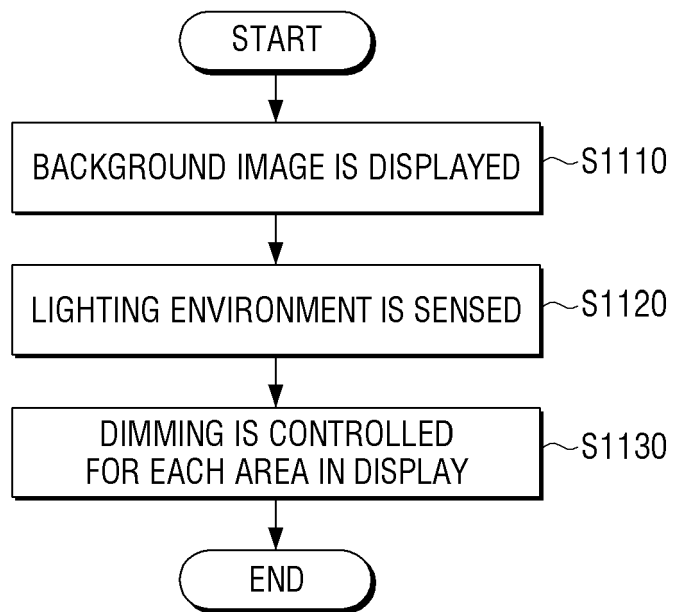 START
BACKGROUND IMAGE IS DISPLAYED
S1110
LIGHTING ENVIRONMENT IS SENSED
S1120
DIMMING IS CONTROLLED
FOR EACH AREA IN DISPLAY
S1130
END